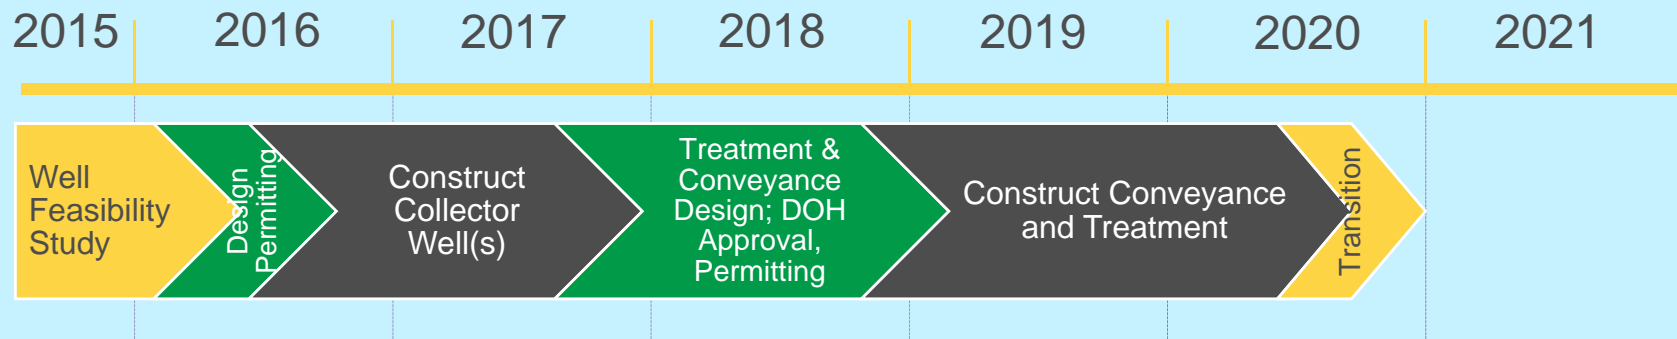 2015 2016 2017 2018 2019 2020 2021
Well
Feasibility
Study
Design
Permitting
Construct
Collector
Well(s)
Treatment &
Conveyance
Design; DOH
Approval,
Permitting
Construct Conveyance
and Treatment
Transition